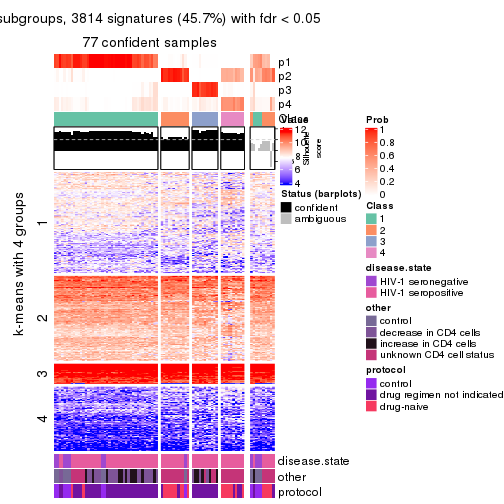 subgroups, 3814 signatures (45.7%) with fdr < 0.05
77 confident samples
p1
p2
p3
p4
Class
Value
12
10
8
6
4
Silhouette
score
Status (barplots)
confident
ambiguous
Prob
1
0.8
0.6
0.4
0.2
0
Class
1
2
3
4
disease.state
HIV-1 seronegative
HIV-1 seropositive
other
control
decrease in CD4 cells
increase in CD4 cells
unknown CD4 cell status
protocol
control
drug regimen not indicated
drug-naive
k-means with 4 groups
1
2
3
4
disease.state
other
protocol